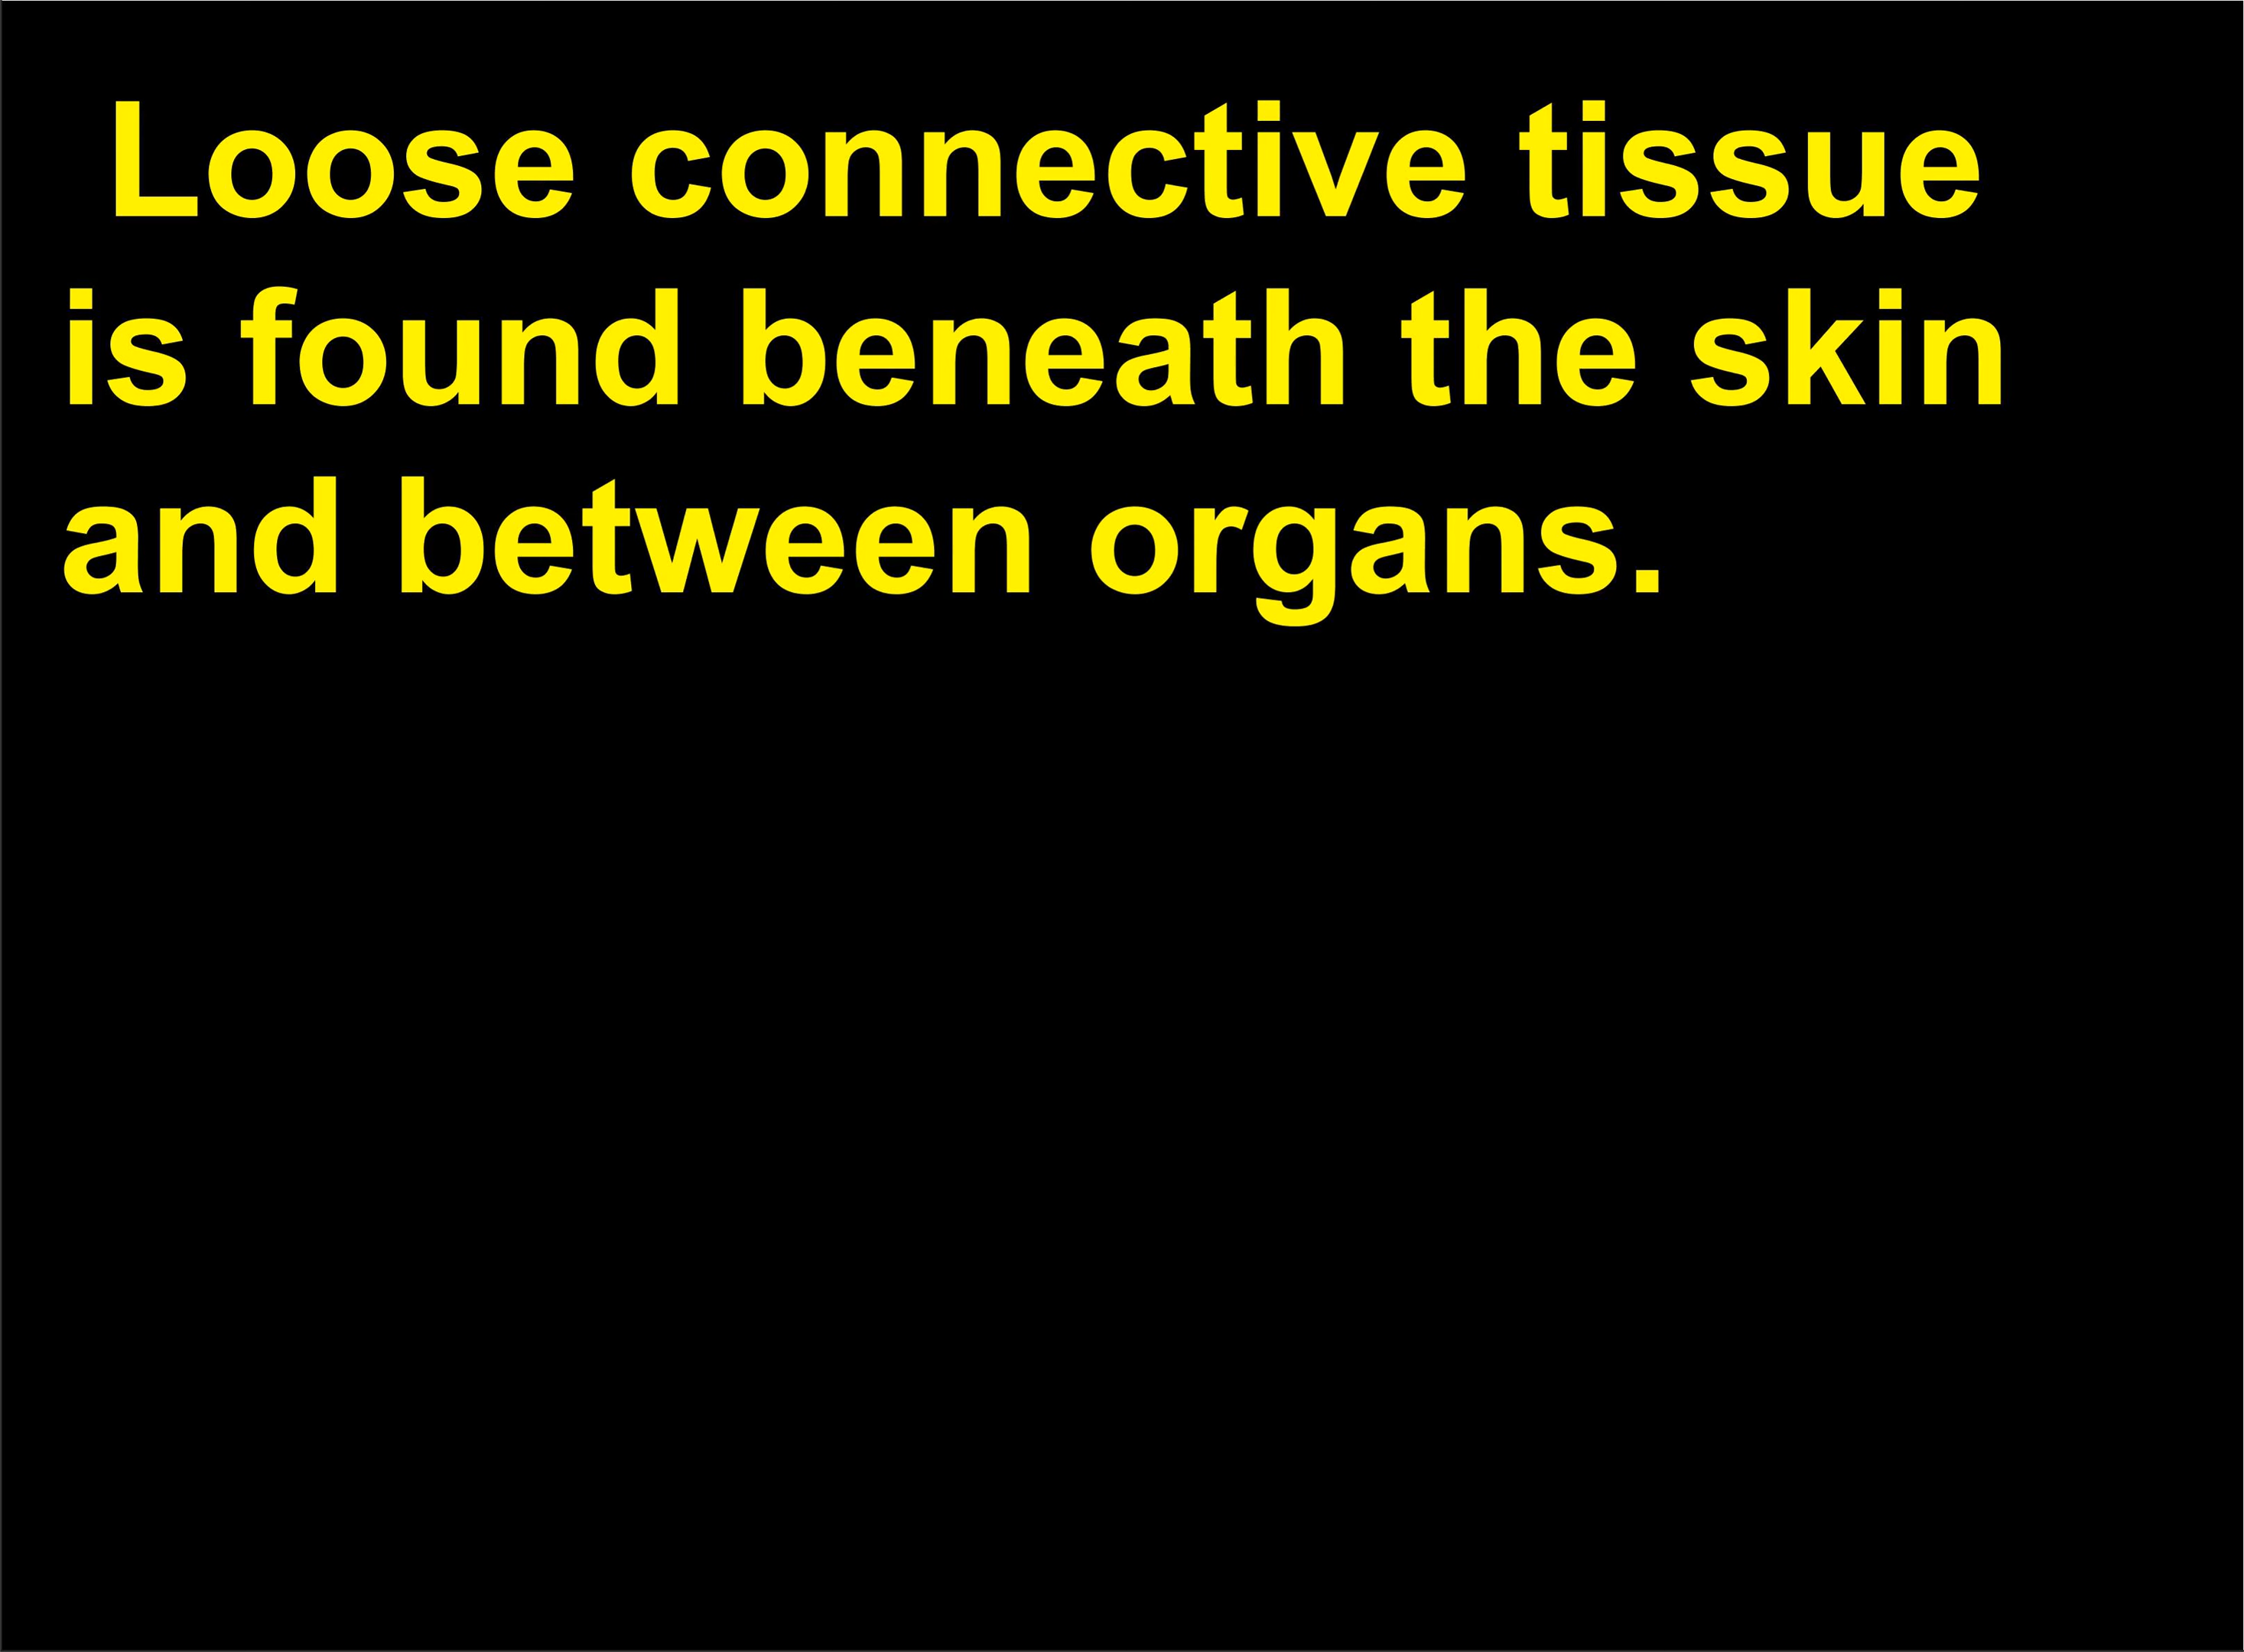 Loose connective tissue
is found beneath the skin
and between organs.